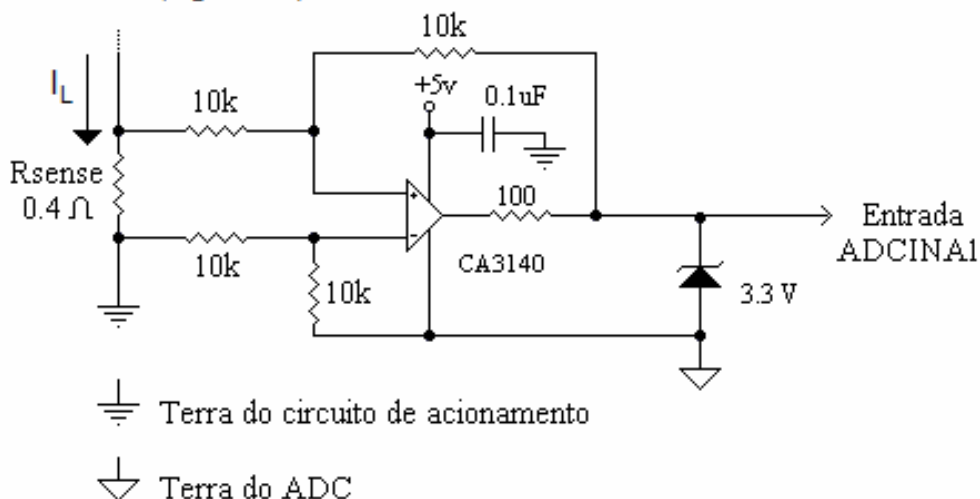 10k
+5v
0.1uF
I_L
10k
Rsense
0.4 Ω
+
-
100
CA3140
10k
10k
3.3 V
Entrada
ADCINA1
Terra do circuito de acionamento
Terra do ADC